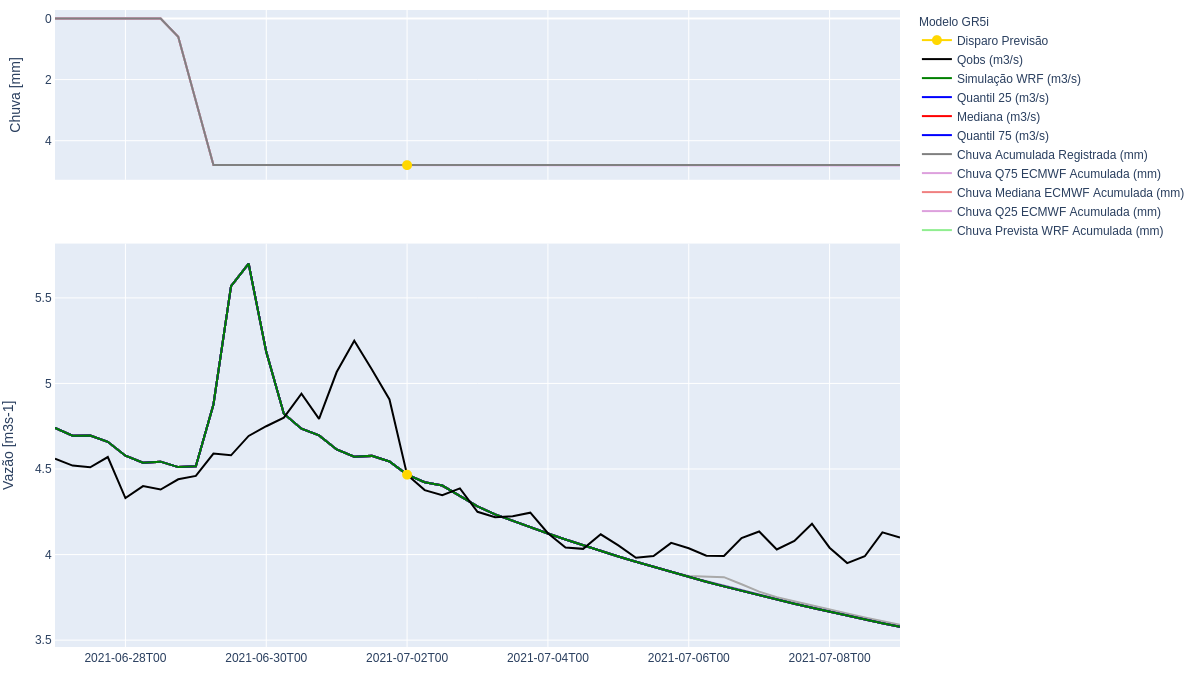 0
2
4
Chuva [mm]
Modelo GR5i
Disparo Previsão
Qobs (m3/s)
Simulação WRF (m3/s)
Quantil 25 (m3/s)
Mediana (m3/s)
Quantil 75 (m3/s)
Chuva Acumulada Registrada (mm)
Chuva Q75 ECMWF Acumulada (mm)
Chuva Mediana ECMWF Acumulada (mm)
Chuva Q25 ECMWF Acumulada (mm)
Chuva Prevista WRF Acumulada (mm)
5.5
5
4.5
4
3.5
Vazão [m3s-1]
2021-06-28T00
2021-06-30T00
2021-07-02T00
2021-07-04T00
2021-07-06T00
2021-07-08T00